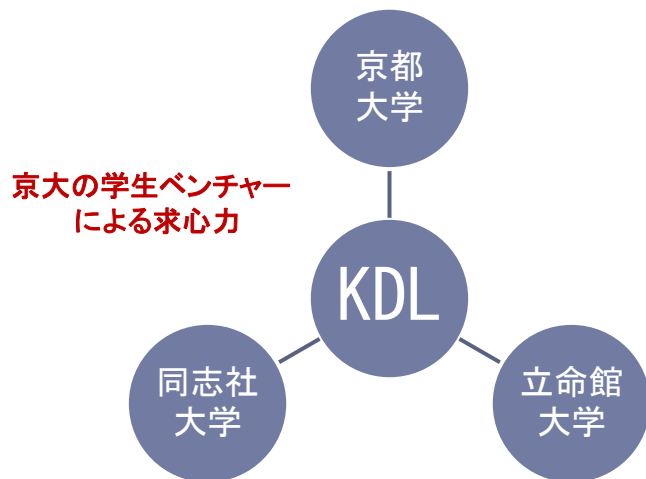 京都
大学
京大の学生ベンチャー
による求心力
KDL
同志社
大学
立命館
大学